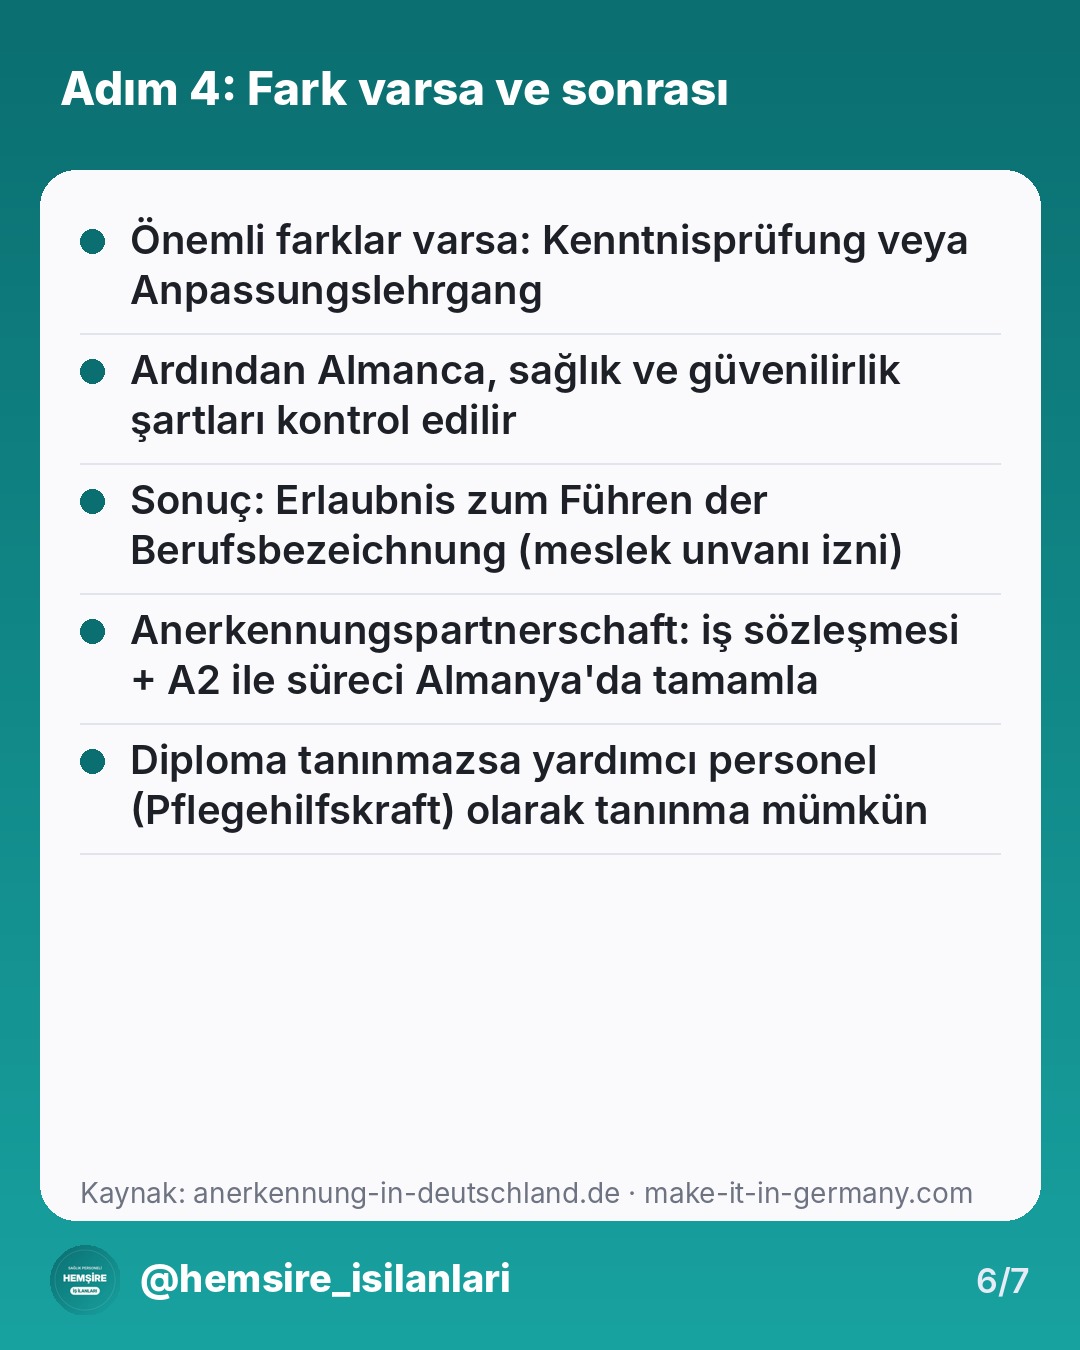 Adım 4: Fark varsa ve sonrası
Önemli farklar varsa: Kenntnisprüfung veya
Anpassungslehrgang
Ardından Almanca, sağlık ve güvenilirlik
şartları kontrol edilir
Sonuç: Erlaubnis zum Führen der
Berufsbezeichnung (meslek unvanı izni)
Anerkennungspartnerschaft: iş sözleşmesi
+ A2 ile süreci Almanya'da tamamla
Diploma tanınmazsa yardımcı personel
(Pflegehilfskraft) olarak tanınma mümkün
Kaynak: anerkennung-in-deutschland.de · make-it-in-germany.com
SAĞLIK PERSONELİ
HEMŞİRE
İŞ İLANLARI
@hemsire_isilanlari
6/7